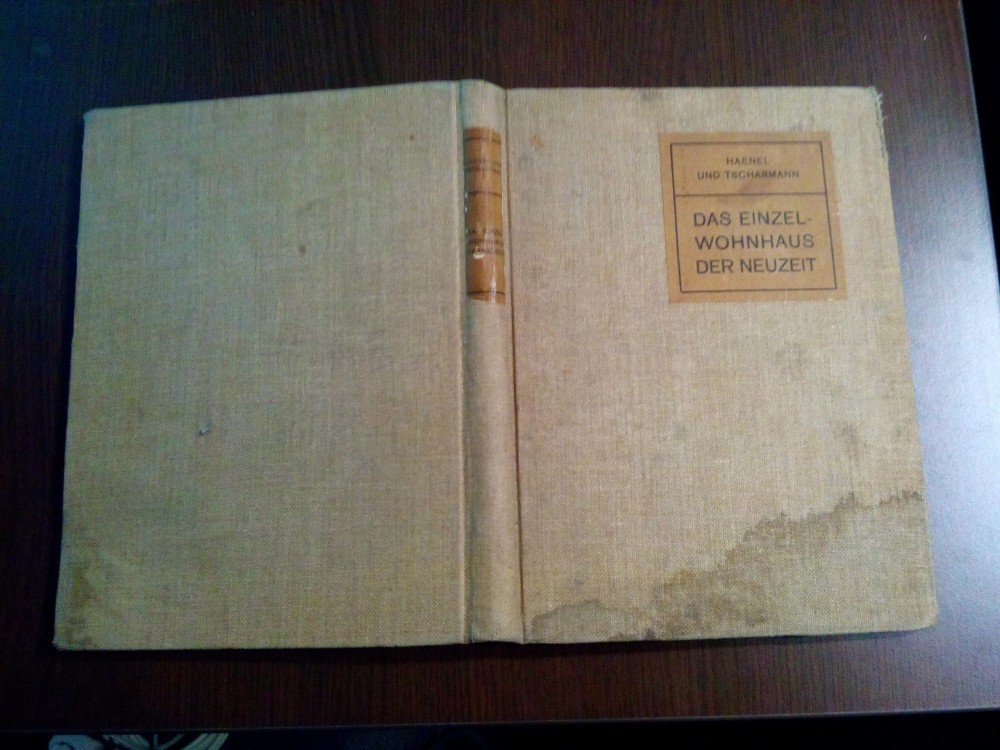 HAENEL
UND TSCHARMANN
DAS EINZEL-
WOHNHAUS
DER NEUZEIT